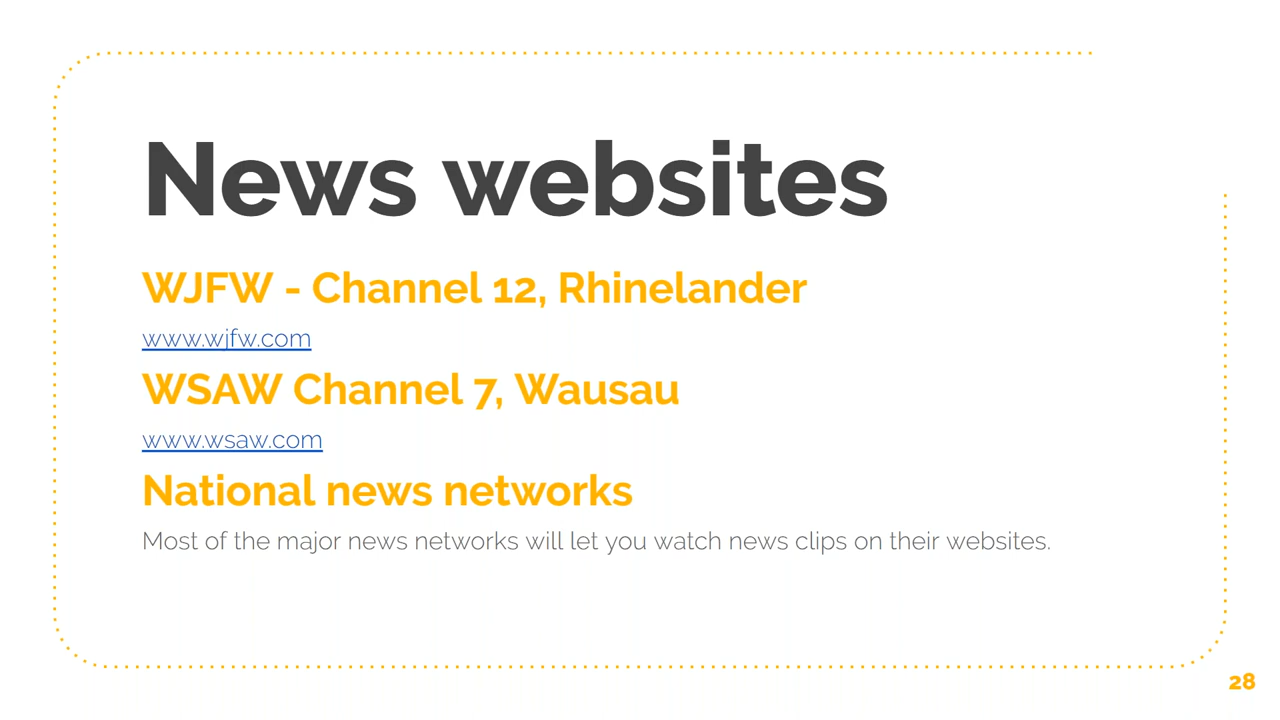 News websites
WJFW - Channel 12, Rhinelander
www.wjfw.com
WSAW Channel 7, Wausau
www.wsaw.com
National news networks
Most of the major news networks will let you watch news clips on their websites.
28